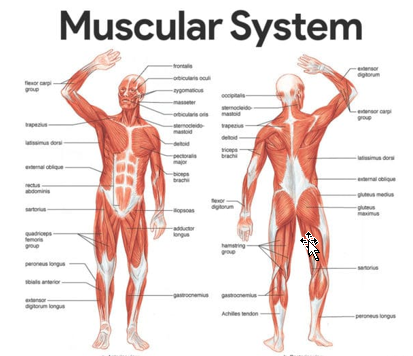 Muscular System
frontalis
orbicularis oculi
zygomaticus
masseter
orbicularis oris
sternocleido-
mastoid
deltoid
pectoralis
major
biceps
brachii
iliopsoas
adductor
longus
gastrocnemius
flexor carpi
group
trapezius
latissimus dorsi
external oblique
rectus
abdominis
sartorius
quadriceps
femoris
group
peroneus longus
tibialis anterior
extensor
digitorum longus
occipitalis
sternocleido-
mastoid
trapezius
deltoid
triceps
brachii
flexor
digitorum
hamstring
group
gastrocnemius
Achilles tendon
extensor
digitorum
extensor carpi
group
latissimus dorsi
external oblique
gluteus medius
gluteus
maximus
sartorius
peroneus longus